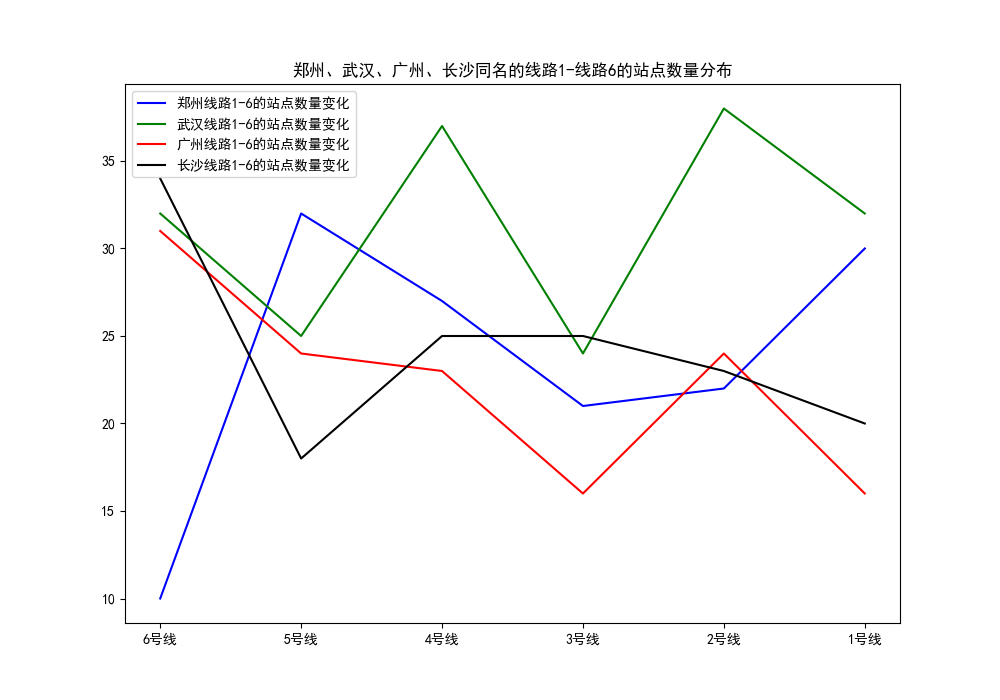 郑州、武汉、广州、长沙同名的线路1-线路6的站点数量分布
郑州线路1-6的站点数量变化
武汉线路1-6的站点数量变化
广州线路1-6的站点数量变化
长沙线路1-6的站点数量变化
35
30
25
20
15
10
6号线
5号线
4号线
3号线
2号线
1号线